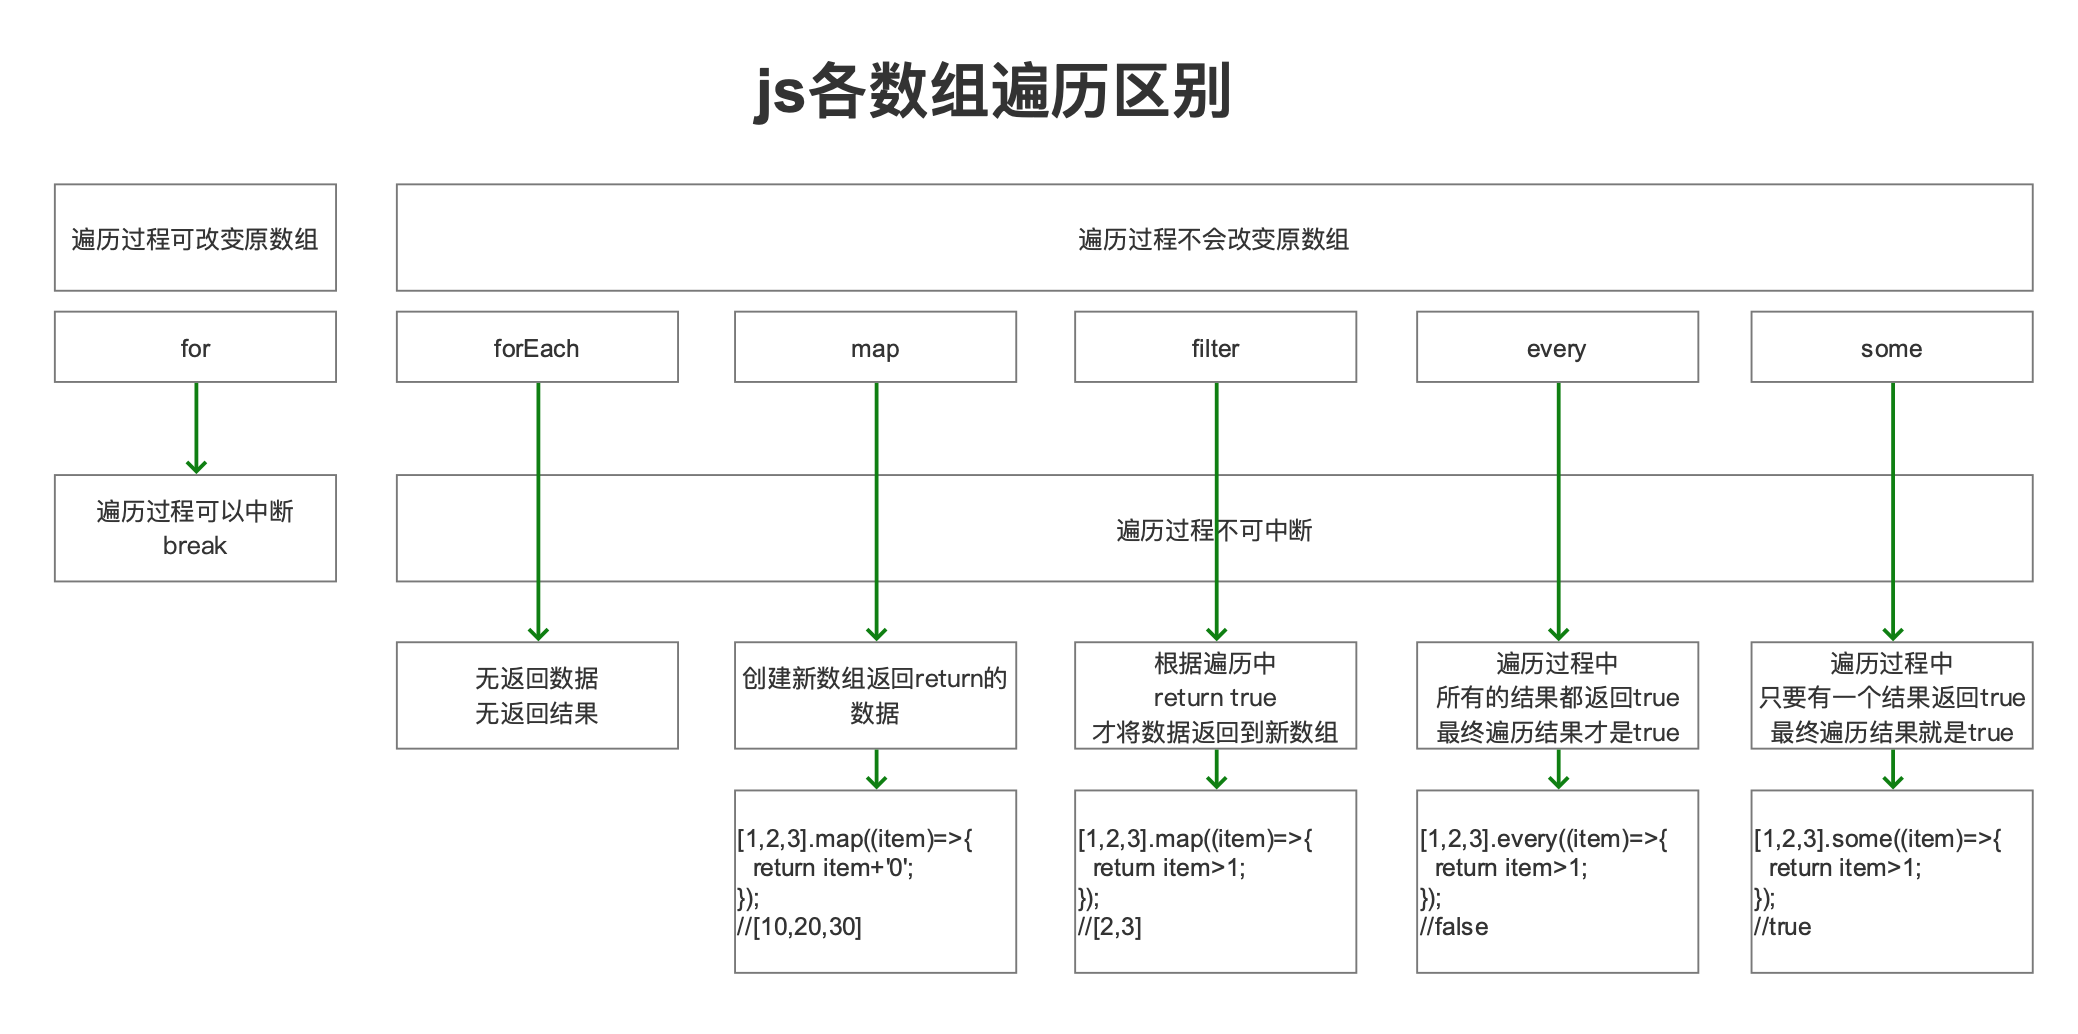 js各数组遍历区别
遍历过程可改变原数组
遍历过程不会改变原数组
for
forEach
map
filter
every
some
遍历过程可以中断
break
遍历过程不可中断
无返回数据
无返回结果
创建新数组返回return的
数据
根据遍历中
return true
才将数据返回到新数组
遍历过程中
所有的结果都返回true
最终遍历结果才是true
遍历过程中
只要有一个结果返回true
最终遍历结果就是true
[1,2,3].map((item)=>{
return item+'0';
});
//[10,20,30]
[1,2,3].map((item)=>{
return item>1;
});
//[2,3]
[1,2,3].every((item)=>{
return item>1;
});
//false
[1,2,3].some((item)=>{
return item>1;
});
//true